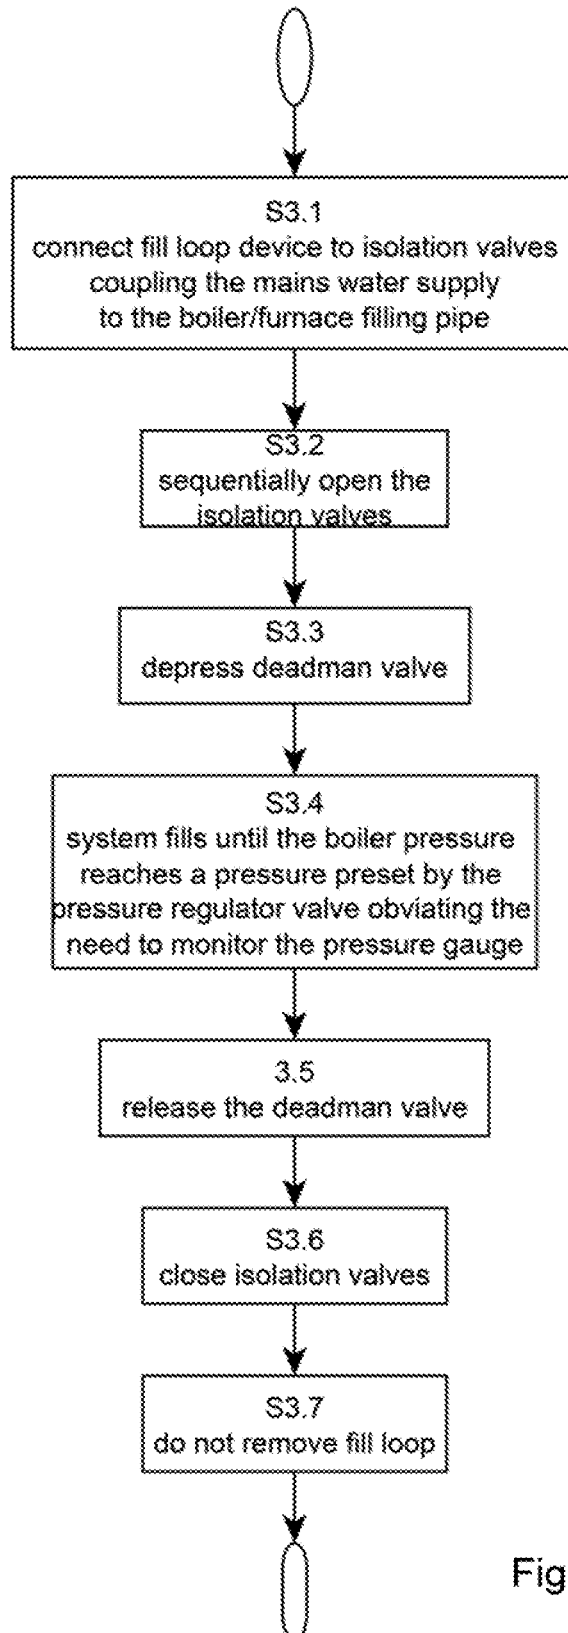 S3.1
connect fill loop device to isolation valves
coupling the mains water supply
to the boiler/furnace filling pipe
S3.2
sequentially open the
isolation valves
S3.3
depress deadman valve
S3.4
system fills until the boiler pressure
reaches a pressure preset by the
pressure regulator valve obviating the
need to monitor the pressure gauge
3.5
release the deadman valve
S3.6
close isolation valves
S3.7
do not remove fill loop
Fig